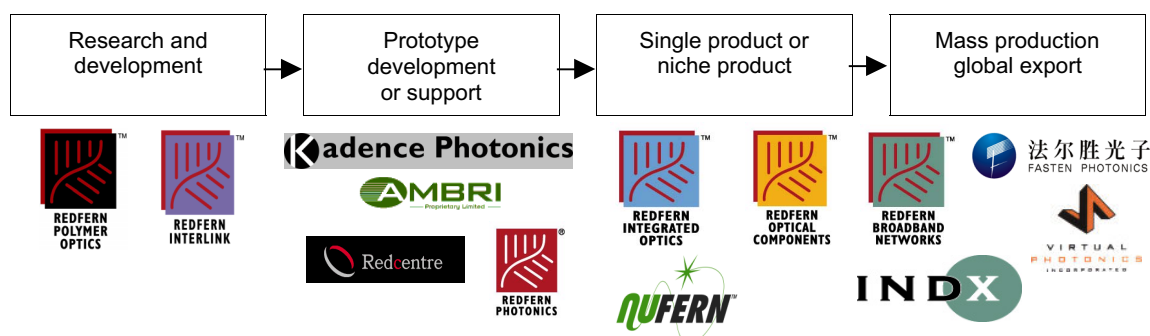 Research and
development
Prototype
development
or support
Single product or
niche product
Mass production
global export
TM
REDFERN
POLYMER
OPTICS
TM
REDFERN
INTERLINK
Kadence Photonics
AMBRI
Proprietary Limited
Redcentre
®
REDFERN
PHOTONICS
TM
REDFERN
INTEGRATED
OPTICS
TM
REDFERN
OPTICAL
COMPONENTS
NUFERN™
TM
REDFERN
BROADBAND
NETWORKS
法尔胜光子
FASTEN PHOTONICS
VIRTUAL
PHOTONICS
INCORPORATED
INDX